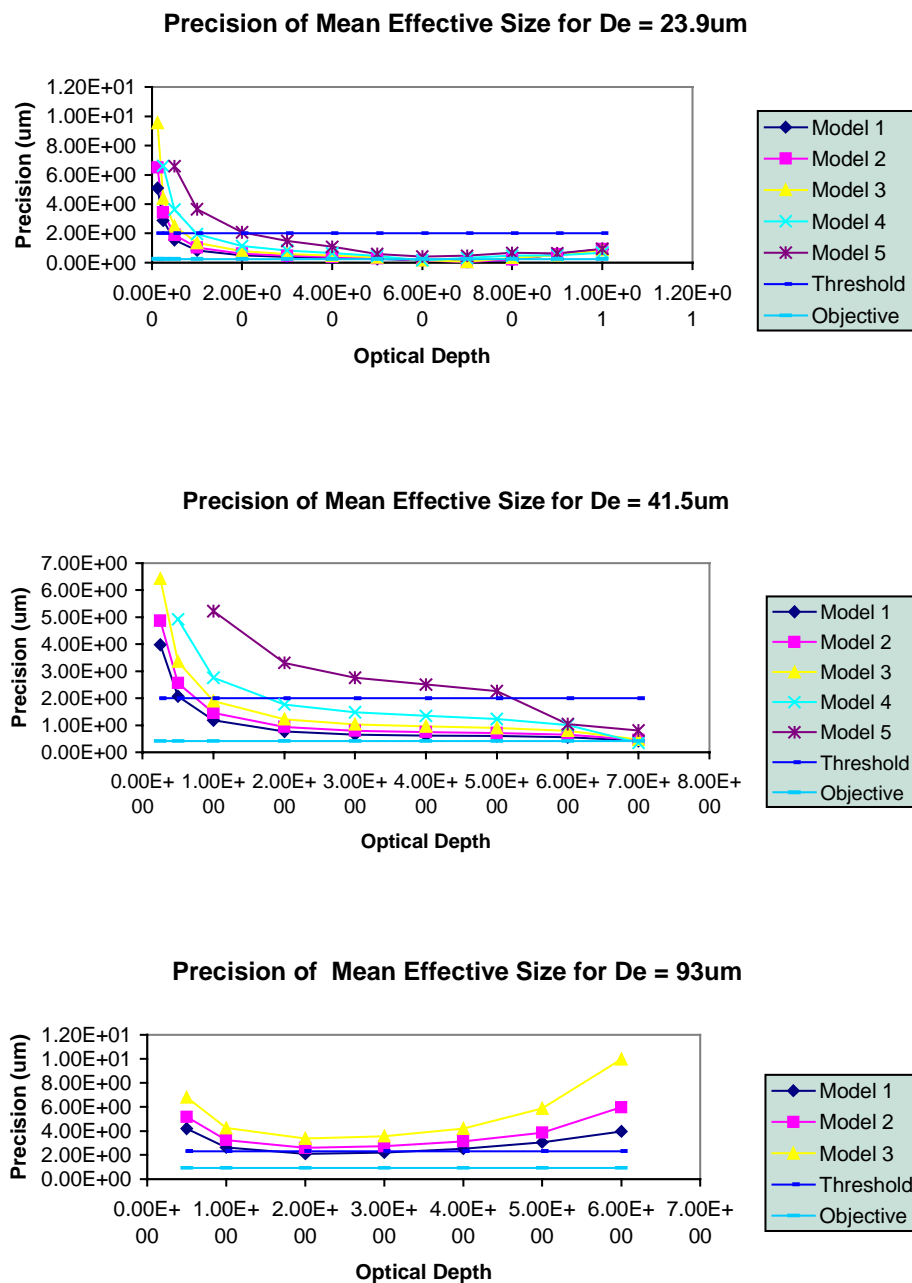 Precision of Mean Effective Size for De = 23.9um
Precision (um)
1.20E+01
1.00E+01
8.00E+00
6.00E+00
4.00E+00
2.00E+00
0.00E+00
0.00E+0 2.00E+0 4.00E+0 6.00E+0 8.00E+0 1.00E+0 1.20E+0
0 0 0 0 0 1 1
Optical Depth
Model 1
Model 2
Model 3
Model 4
Model 5
Threshold
Objective
Precision of Mean Effective Size for De = 41.5um
Precision (um)
7.00E+00
6.00E+00
5.00E+00
4.00E+00
3.00E+00
2.00E+00
1.00E+00
0.00E+00
0.00E+ 1.00E+ 2.00E+ 3.00E+ 4.00E+ 5.00E+ 6.00E+ 7.00E+ 8.00E+
00 00 00 00 00 00 00 00 00
Optical Depth
Model 1
Model 2
Model 3
Model 4
Model 5
Threshold
Objective
Precision of  Mean Effective Size for De = 93um
Precision (um)
1.20E+01
1.00E+01
8.00E+00
6.00E+00
4.00E+00
2.00E+00
0.00E+00
0.00E+ 1.00E+ 2.00E+ 3.00E+ 4.00E+ 5.00E+ 6.00E+ 7.00E+
00 00 00 00 00 00 00 00
Optical Depth
Model 1
Model 2
Model 3
Threshold
Objective